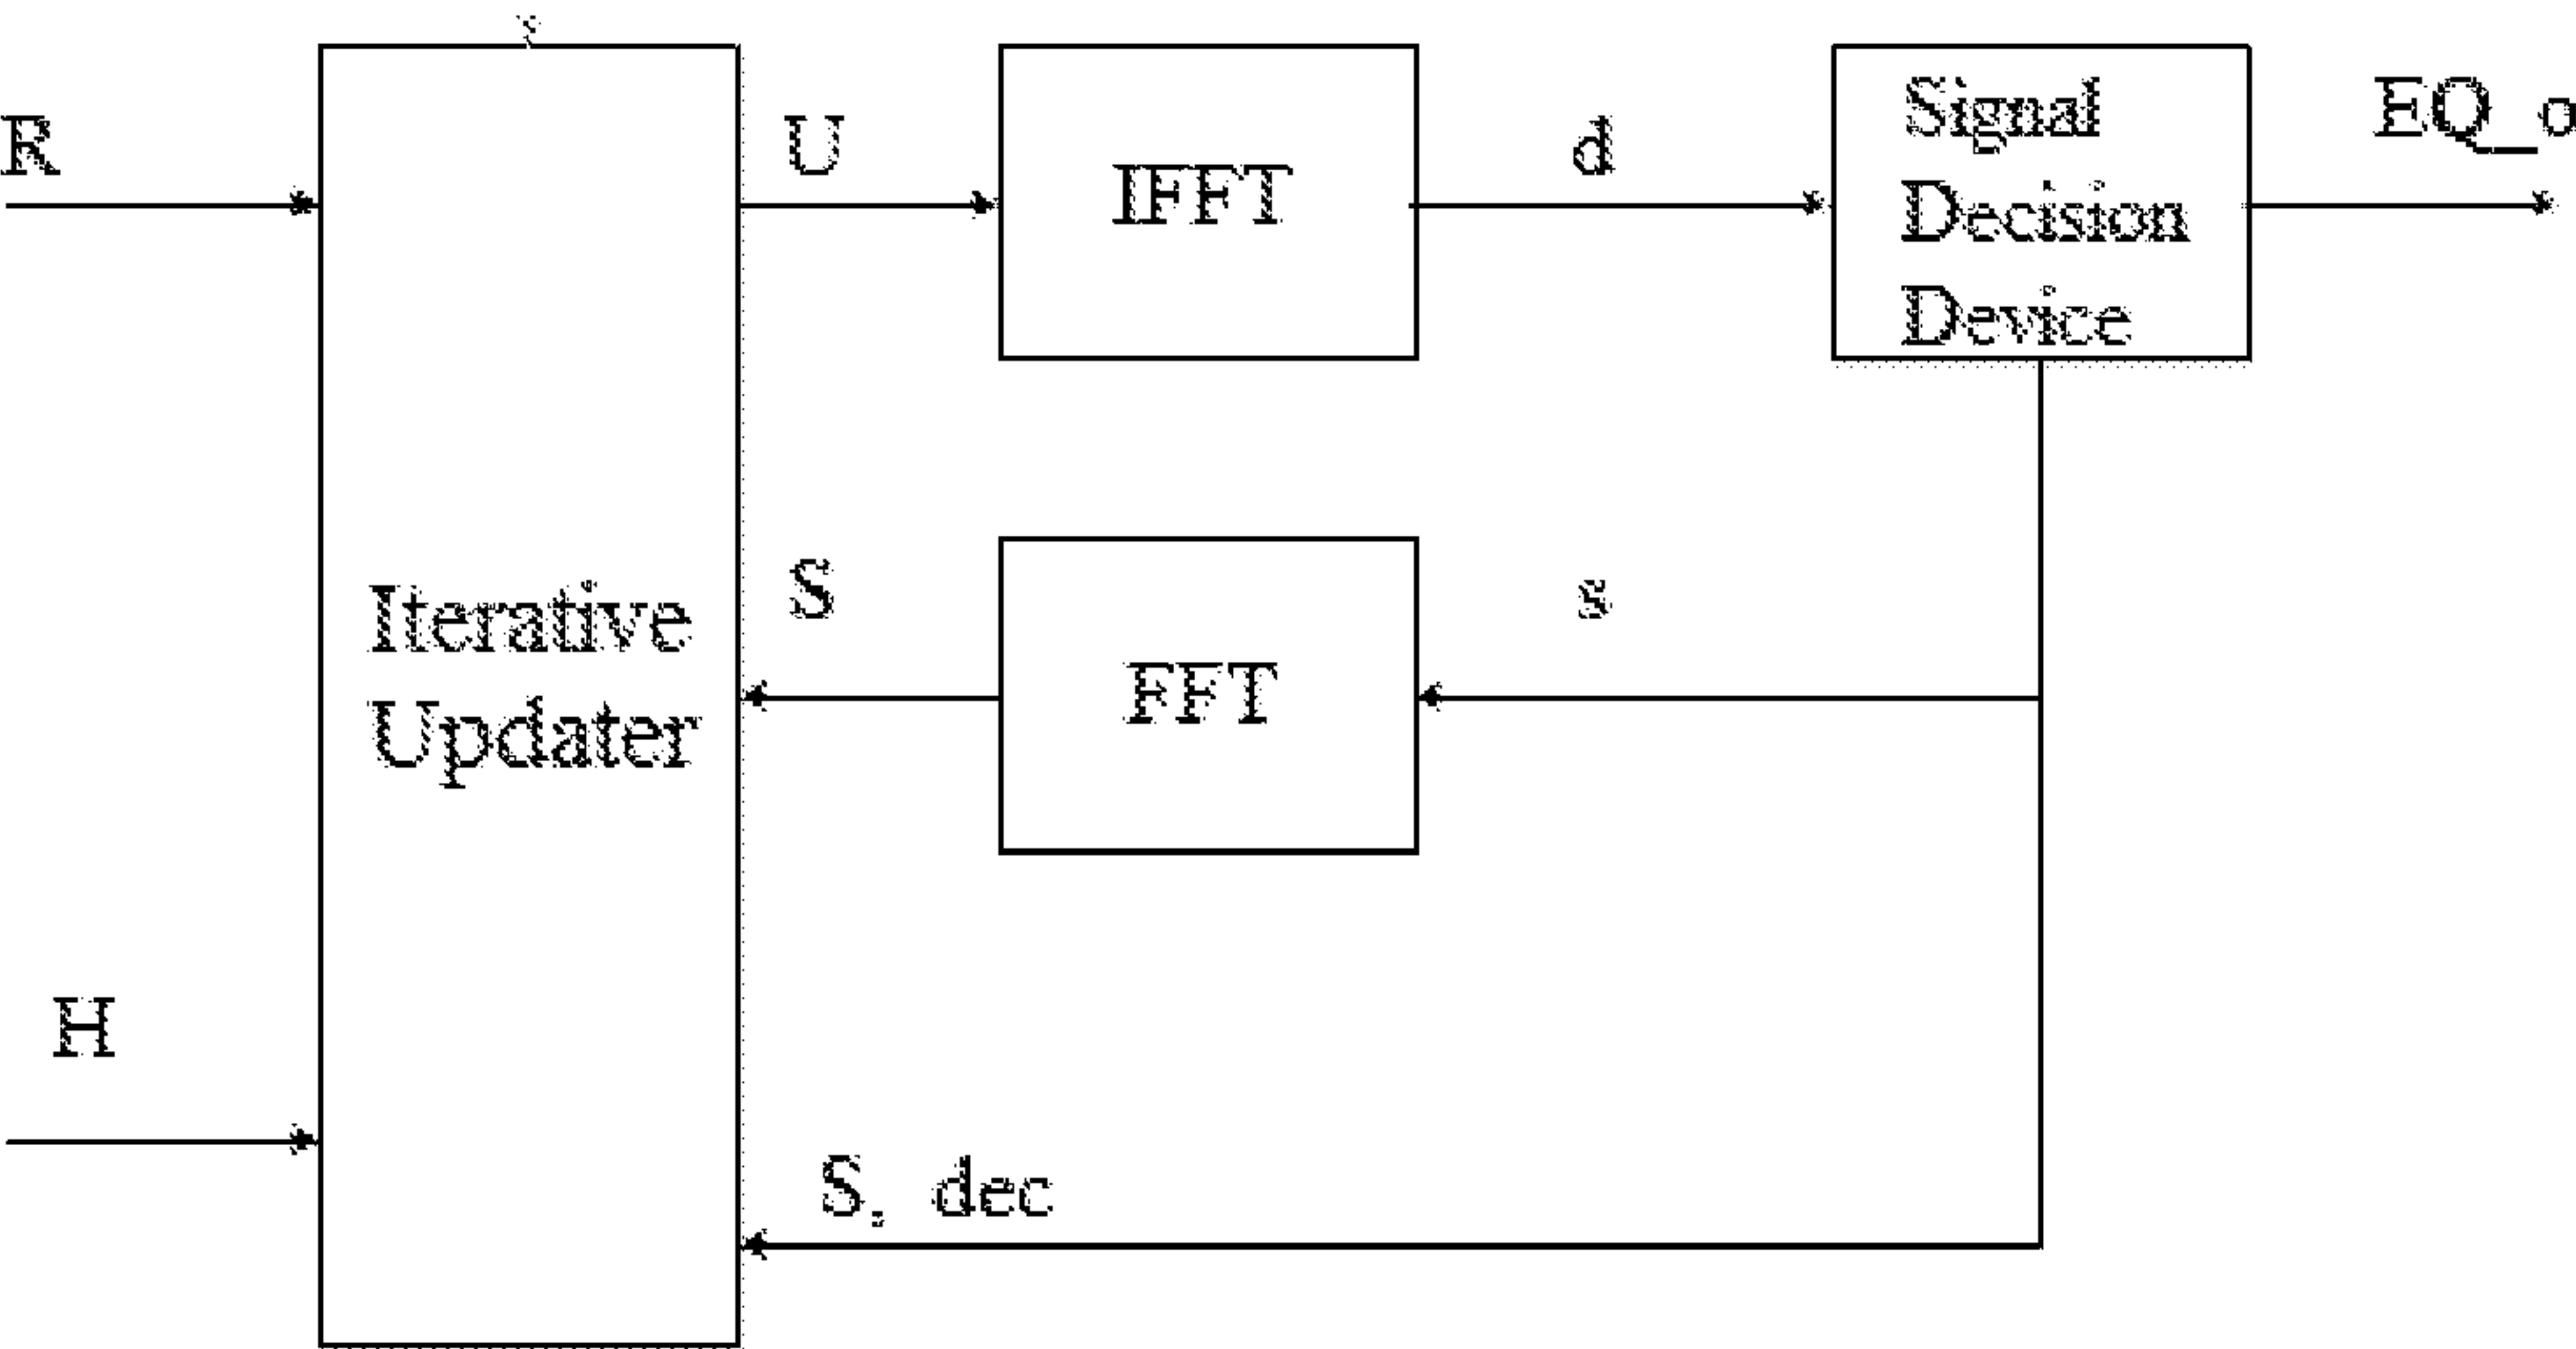 R
U
IFFT
d
Signal
Decision
Device
EQ_o
Iterative
Updater
S
FFT
s
H
S, dec